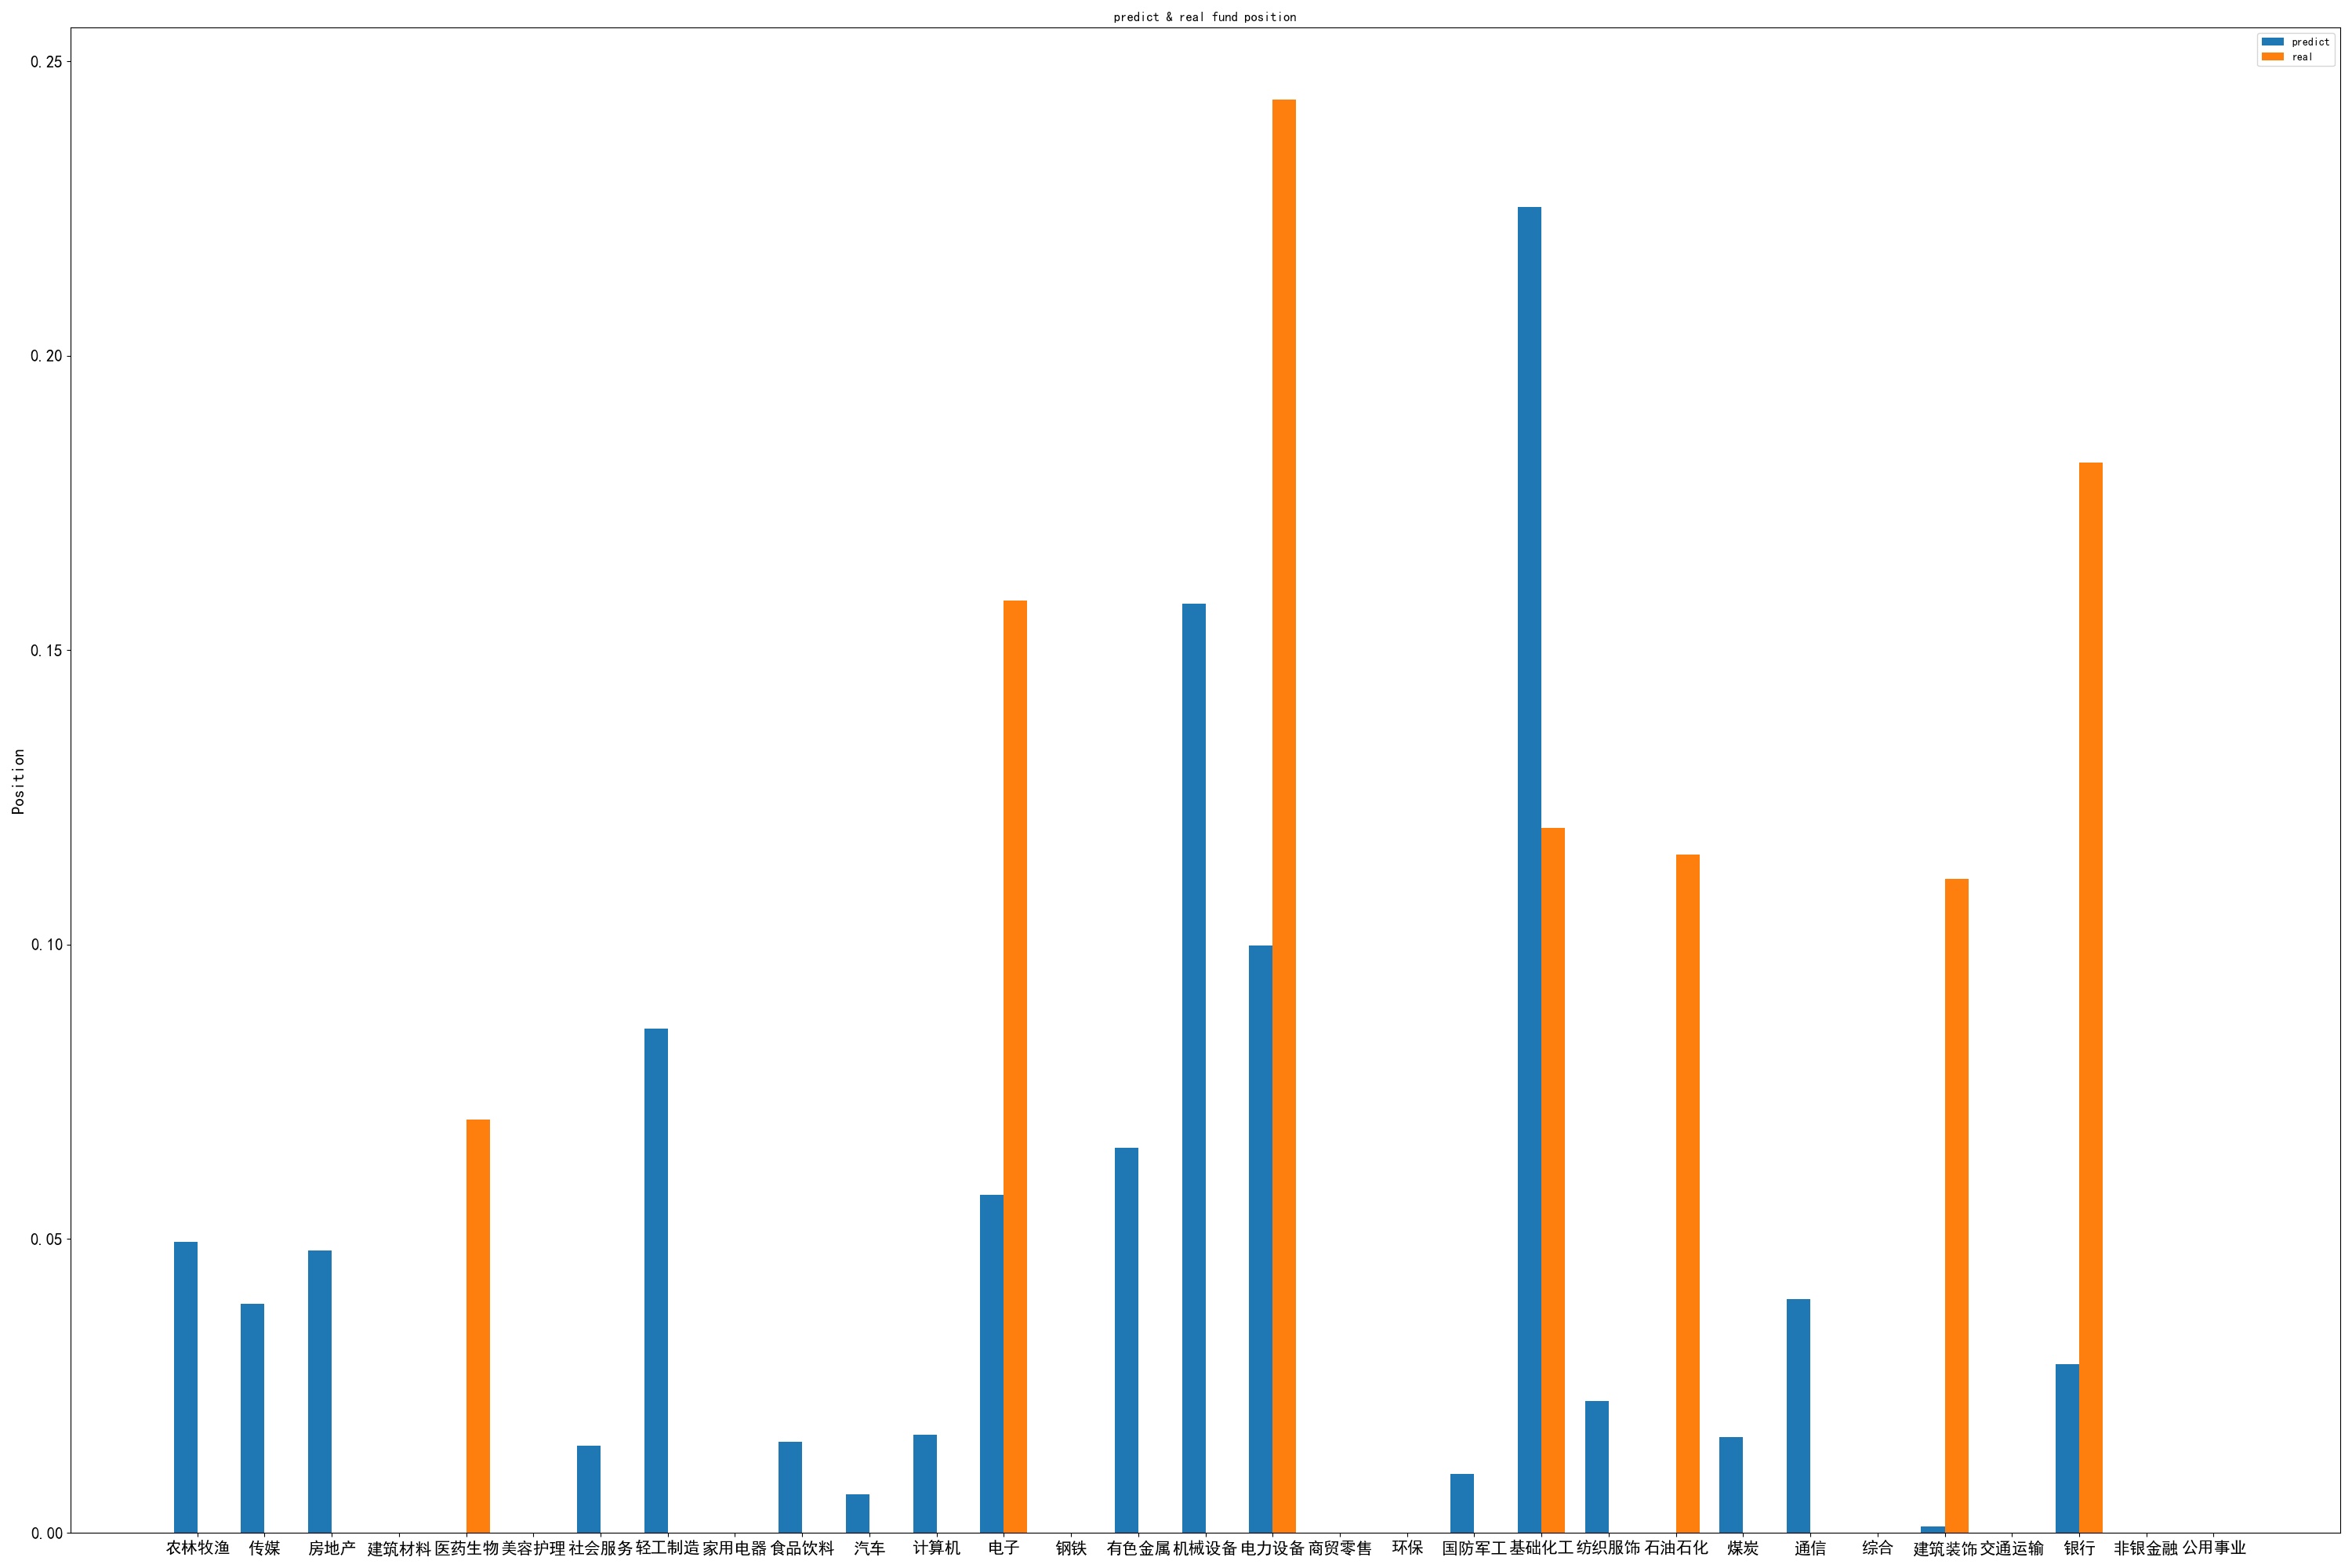 predict & real fund position
predict
real
Position
0.25
0.20
0.15
0.10
0.05
0.00
农林牧渔 传媒 房地产 建筑材料 医药生物 美容护理 社会服务 轻工制造 家用电器 食品饮料 汽车 计算机 电子 钢铁 有色金属 机械设备 电力设备 商贸零售 环保 国防军工 基础化工 纺织服饰 石油石化 煤炭 通信 综合 建筑装饰 交通运输 银行 非银金融 公用事业